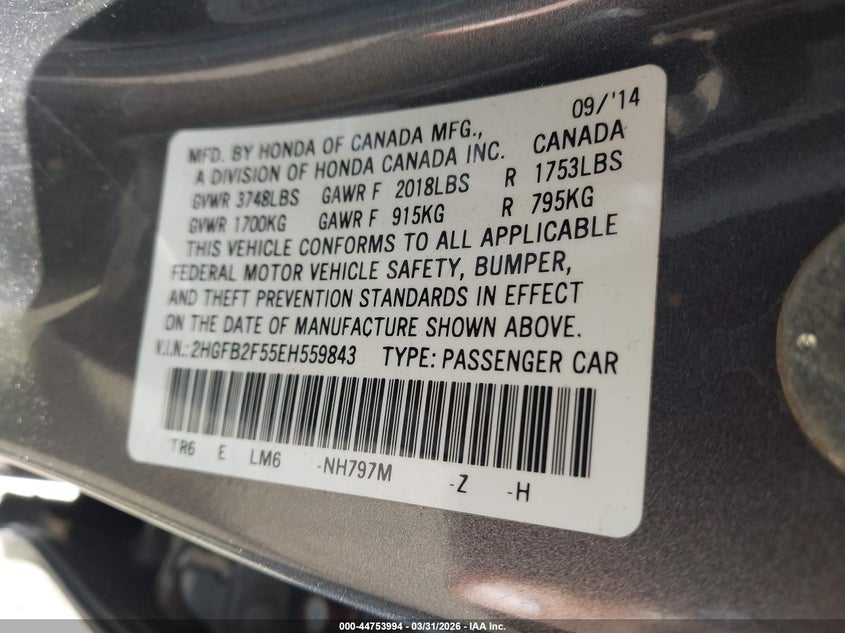 09/'14
MFD. BY HONDA OF CANADA MFG.,
A DIVISION OF HONDA CANADA INC. CANADA
GVWR 3748LBS GAWR F 2018LBS R 1753LBS
GVWR 1700KG GAWR F 915KG R 795KG
THIS VEHICLE CONFORMS TO ALL APPLICABLE
FEDERAL MOTOR VEHICLE SAFETY, BUMPER,
AND THEFT PREVENTION STANDARDS IN EFFECT
ON THE DATE OF MANUFACTURE SHOWN ABOVE.
V.I.N.:2HGFB2F55EH559843 TYPE: PASSENGER CAR
TR6 E LM6 -NH797M -Z -H
000-44753994 | 03/31/2026 - IAA Inc.